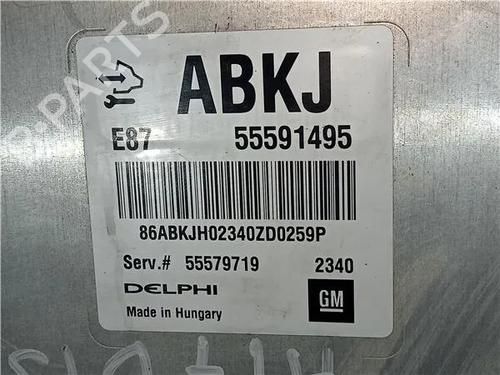 ABKJ
E87 55591495
86ABKJH02340ZD0259P
Serv.# 55579719 2340
DELPHI
GM
Made in Hungary